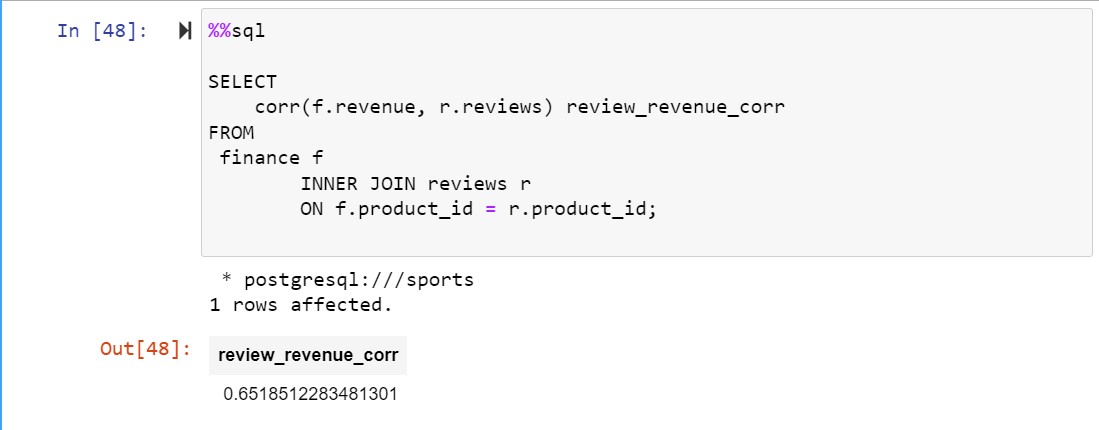 In [48]:
%%sql
SELECT
corr(f.revenue, r.reviews) review_revenue_corr
FROM
finance f
INNER JOIN reviews r
ON f.product_id = r.product_id;
* postgresql:///sports
1 rows affected.
Out[48]:
review_revenue_corr
0.6518512283481301